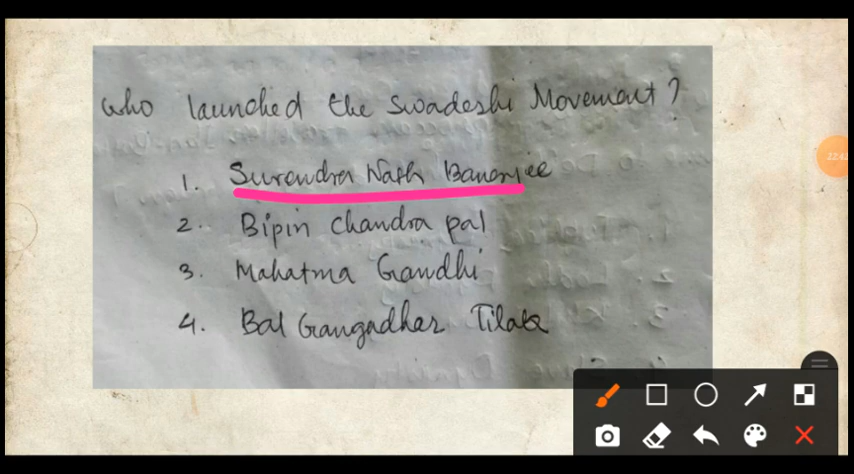 who launched the Swadeshi Movement ?
1. Surendra Nath Banerjee
2. Bipin Chandra pal
3. Mahatma Gandhi
4. Bal Gangadhar Tilak